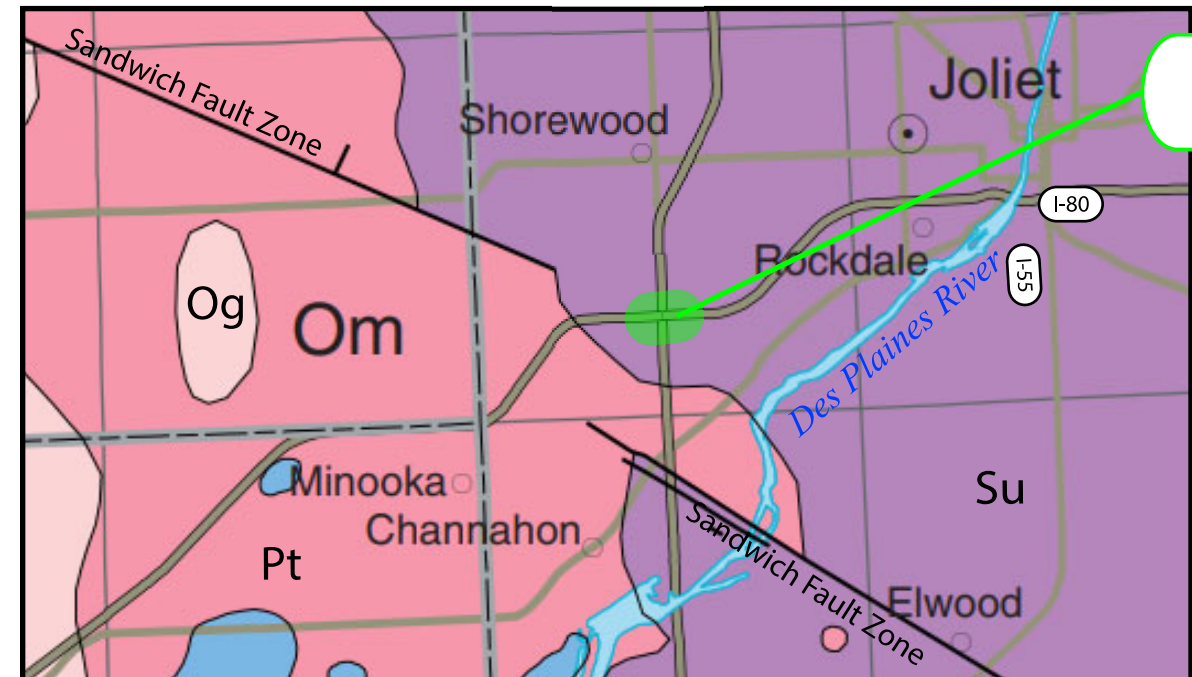 Sandwich Fault Zone
Joliet
Shorewood
I-80
Rockdale
I-55
Des Plaines River
Og
Om
Su
Minooka
Channahon
Sandwich Fault Zone
Pt
Elwood